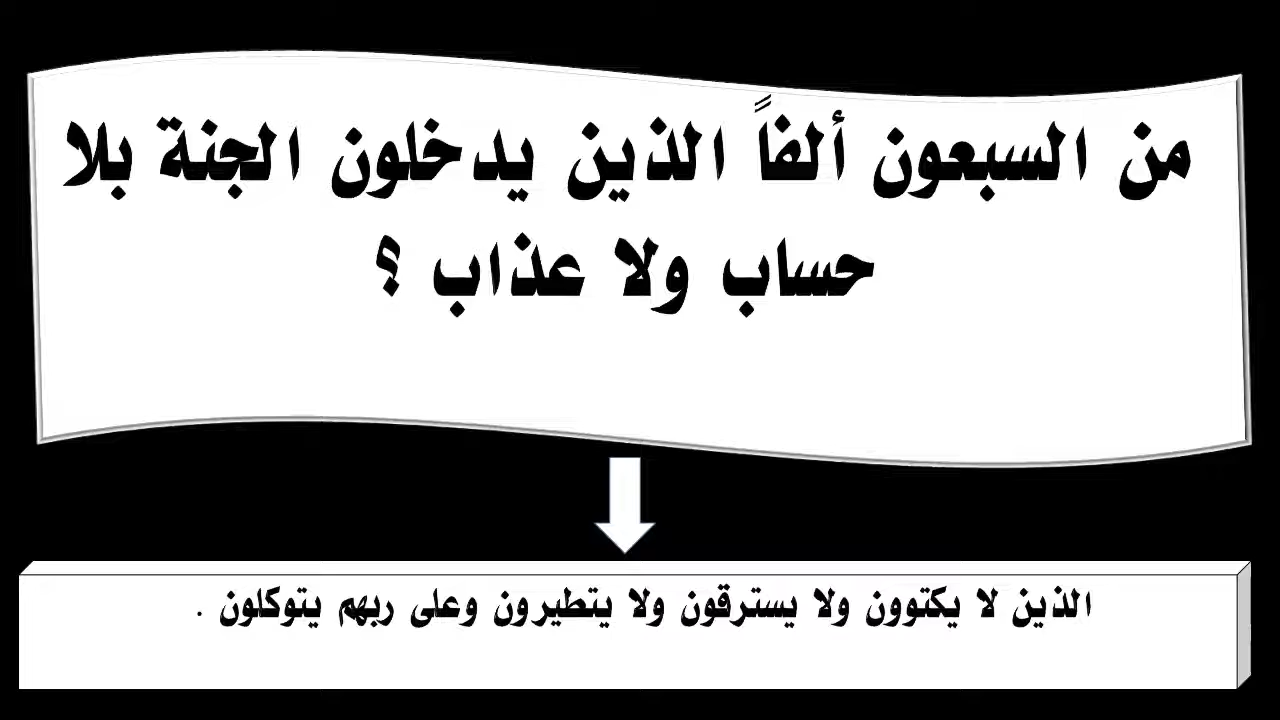 من السبعون ألفاً الذين يدخلون الجنة بلا
حساب ولا عذاب ؟
الذين لا يكتوون ولا يسترقون ولا يتطيرون وعلى ربهم يتوكلون .